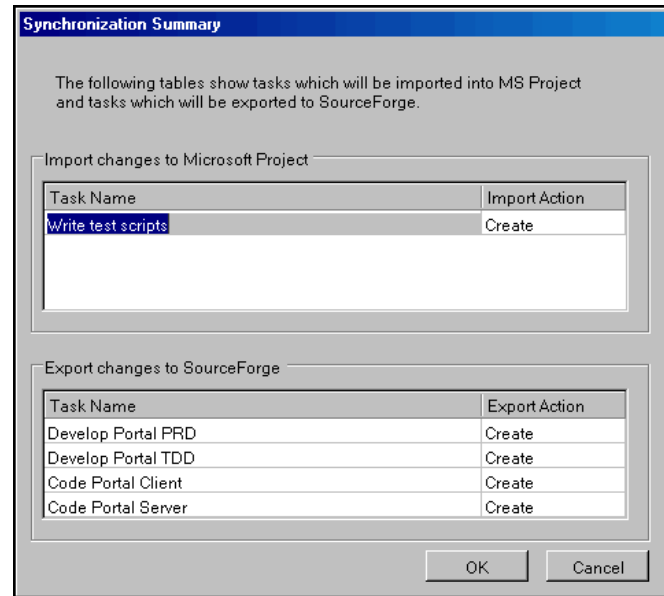 Synchronization Summary
The following tables show tasks which will be imported into MS Project
and tasks which will be exported to SourceForge.
Import changes to Microsoft Project
Task Name Import Action
Write test scripts Create
Export changes to SourceForge
Task Name Export Action
Develop Portal PRD Create
Develop Portal TDD Create
Code Portal Client Create
Code Portal Server Create
OK Cancel